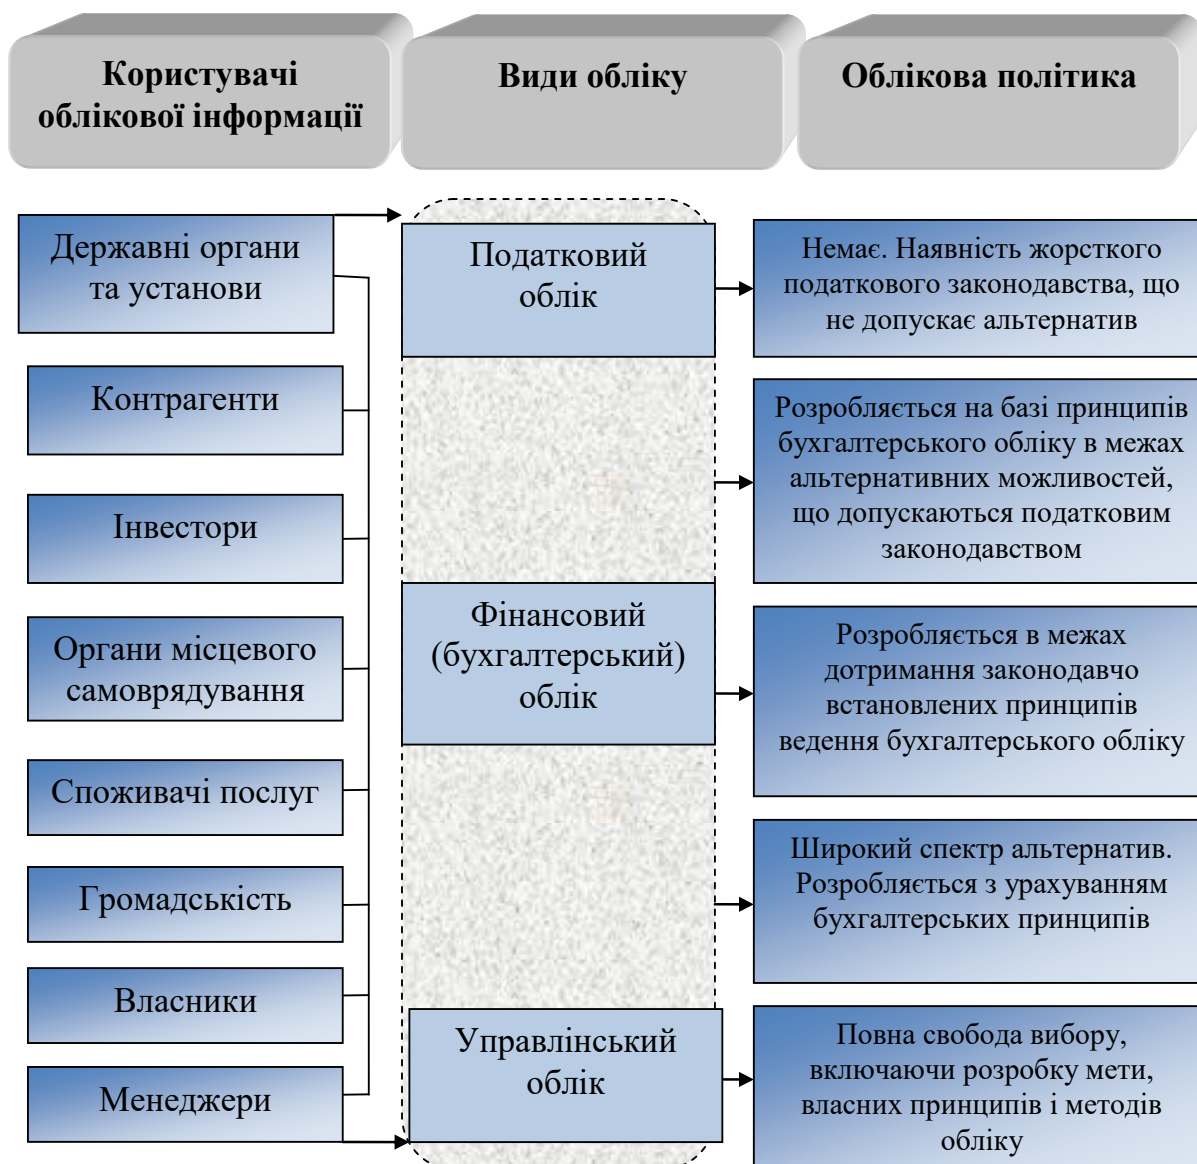 Користувачі
облікової інформації
Види обліку
Облікова політика
Державні органи
та установи
Контрагенти
Інвестори
Органи місцевого
самоврядування
Споживачі послуг
Громадськість
Власники
Менеджери
Податковий
облік
Фінансовий
(бухгалтерський)
облік
Управлінський
облік
Немає. Наявність жорсткого
податкового законодавства, що
не допускає альтернатив
Розробляється на базі принципів
бухгалтерського обліку в межах
альтернативних можливостей,
що допускаються податковим
законодавством
Розробляється в межах
дотримання законодавчо
встановлених принципів
ведення бухгалтерського обліку
Широкий спектр альтернатив.
Розробляється з урахуванням
бухгалтерських принципів
Повна свобода вибору,
включаючи розробку мети,
власних принципів і методів
обліку